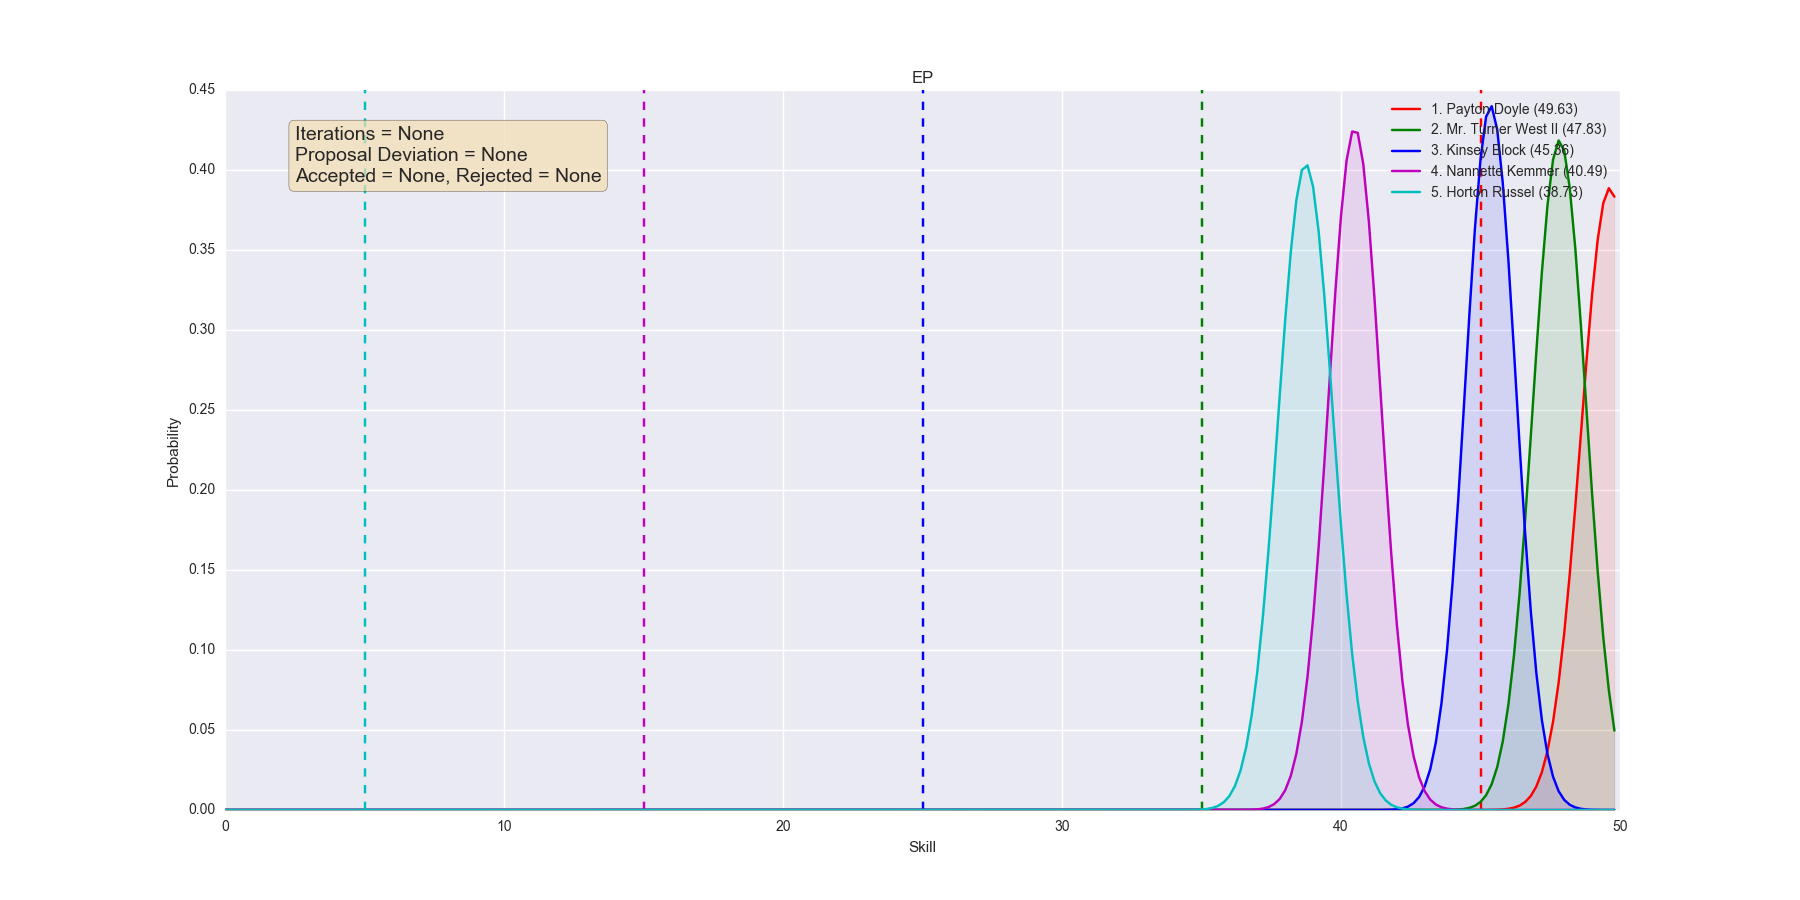 EP
0.45
0.40
0.35
0.30
0.25
0.20
0.15
0.10
0.05
0.00
Probability
Iterations = None
Proposal Deviation = None
Accepted = None, Rejected = None
1. Payton Doyle (49.63)
2. Mr. Turner West II (47.83)
3. Kinsey Block (45.36)
4. Nannette Kemmer (40.49)
5. Horton Russel (38.73)
0
10
20
30
40
50
Skill